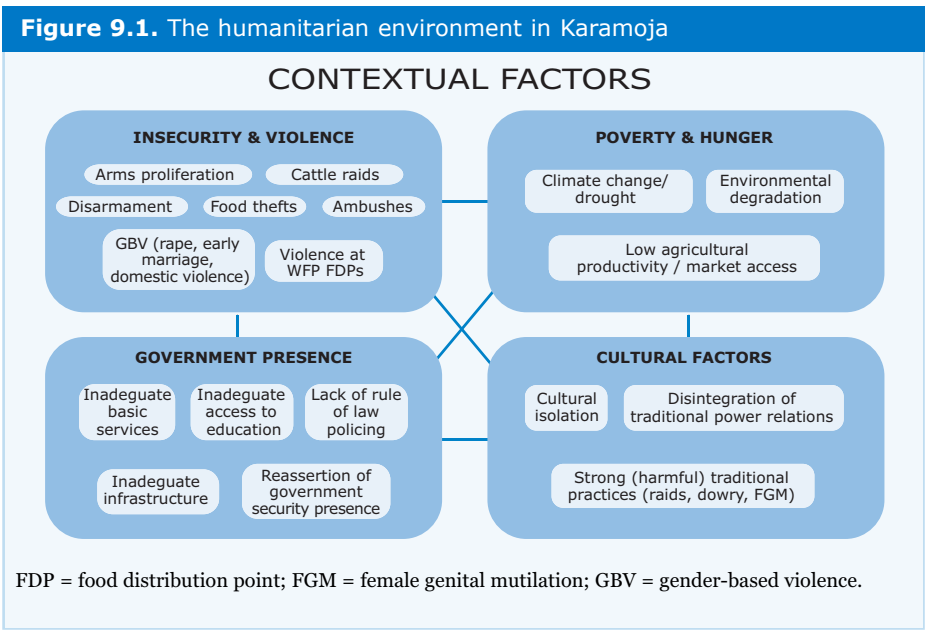 Figure 9.1. The humanitarian environment in Karamoja
CONTEXTUAL FACTORS
INSECURITY & VIOLENCE
Arms proliferation
Cattle raids
Disarmament
Food thefts
Ambushes
GBV (rape, early
marriage,
domestic violence)
Violence at
WFP FDPs
POVERTY & HUNGER
Climate change/
drought
Environmental
degradation
Low agricultural
productivity / market access
GOVERNMENT PRESENCE
Inadequate
basic
services
Inadequate
access to
education
Lack of rule
of law
policing
Inadequate
infrastructure
Reassertion of
government
security presence
CULTURAL FACTORS
Cultural
isolation
Disintegration of
traditional power relations
Strong (harmful) traditional
practices (raids, dowry, FGM)
FDP = food distribution point; FGM = female genital mutilation; GBV = gender-based violence.